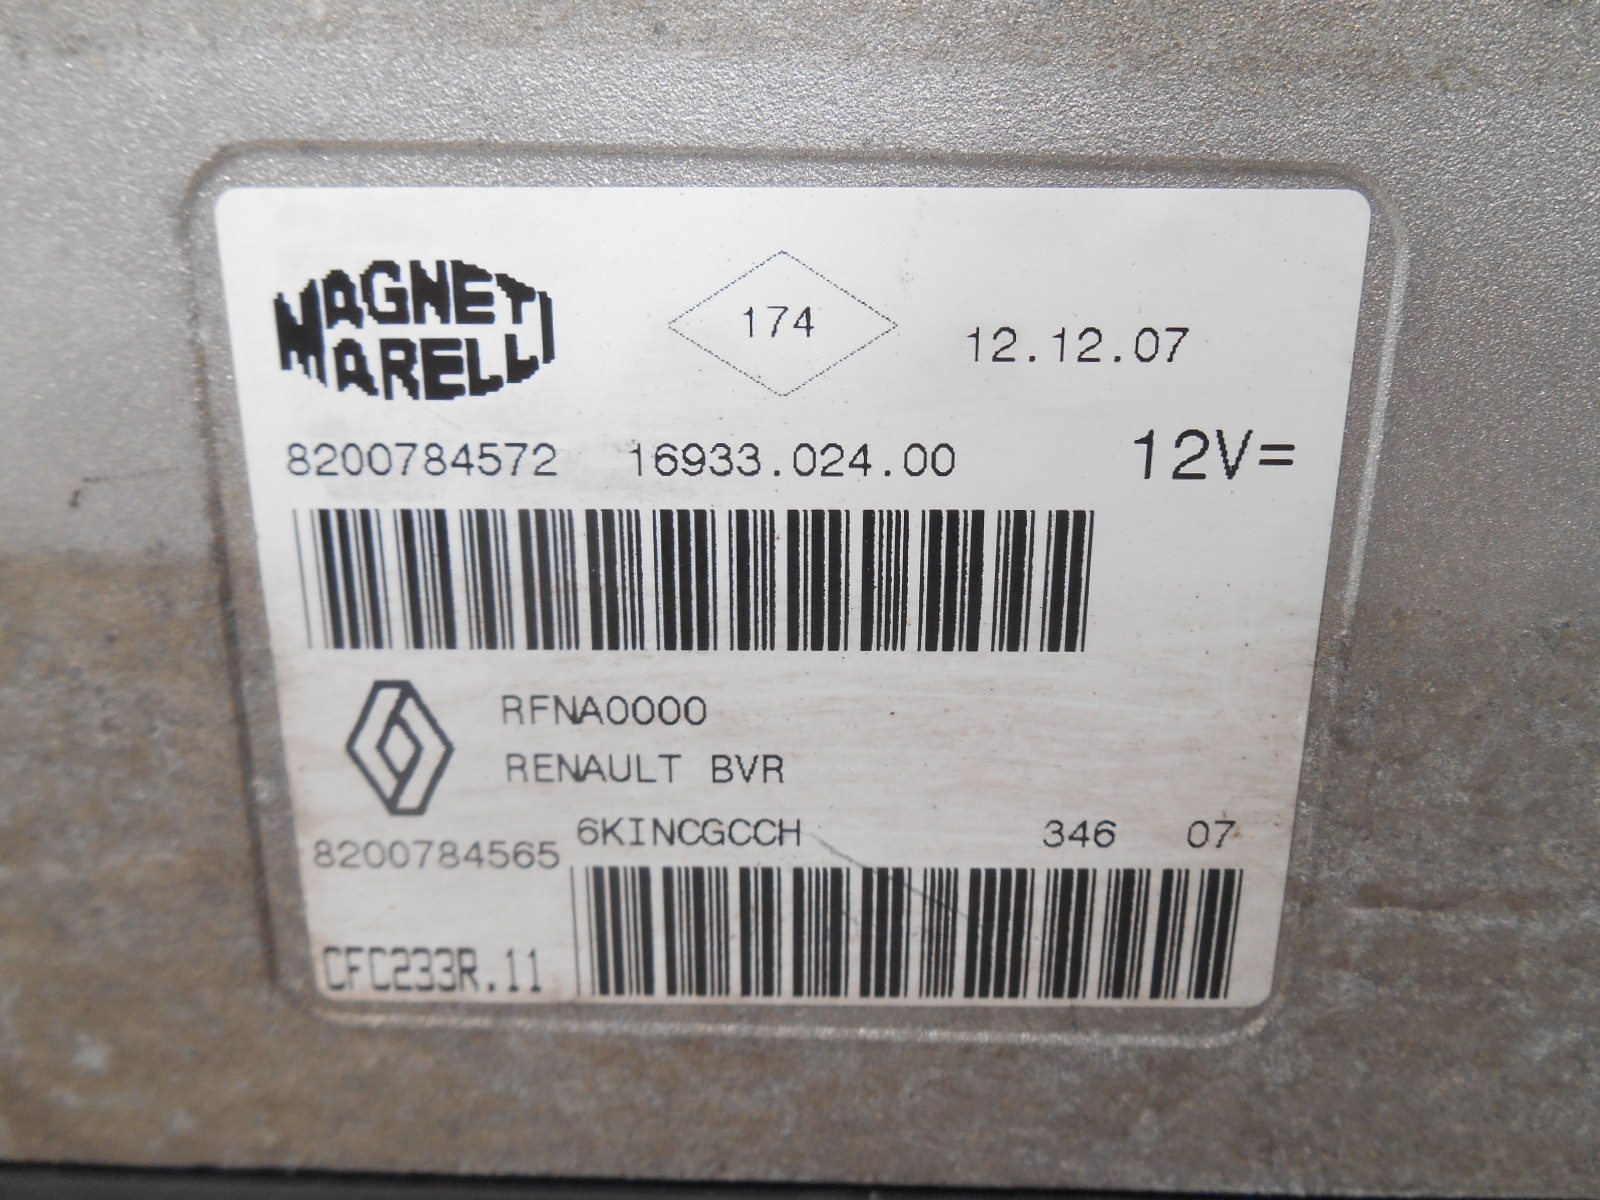 MAGNETI
MARELLI
174
12.12.07
8200784572 16933.024.00 12V=
RFNA0000
RENAULT BVR
6KINCGCCH 346 07
8200784565
CFC233R.11